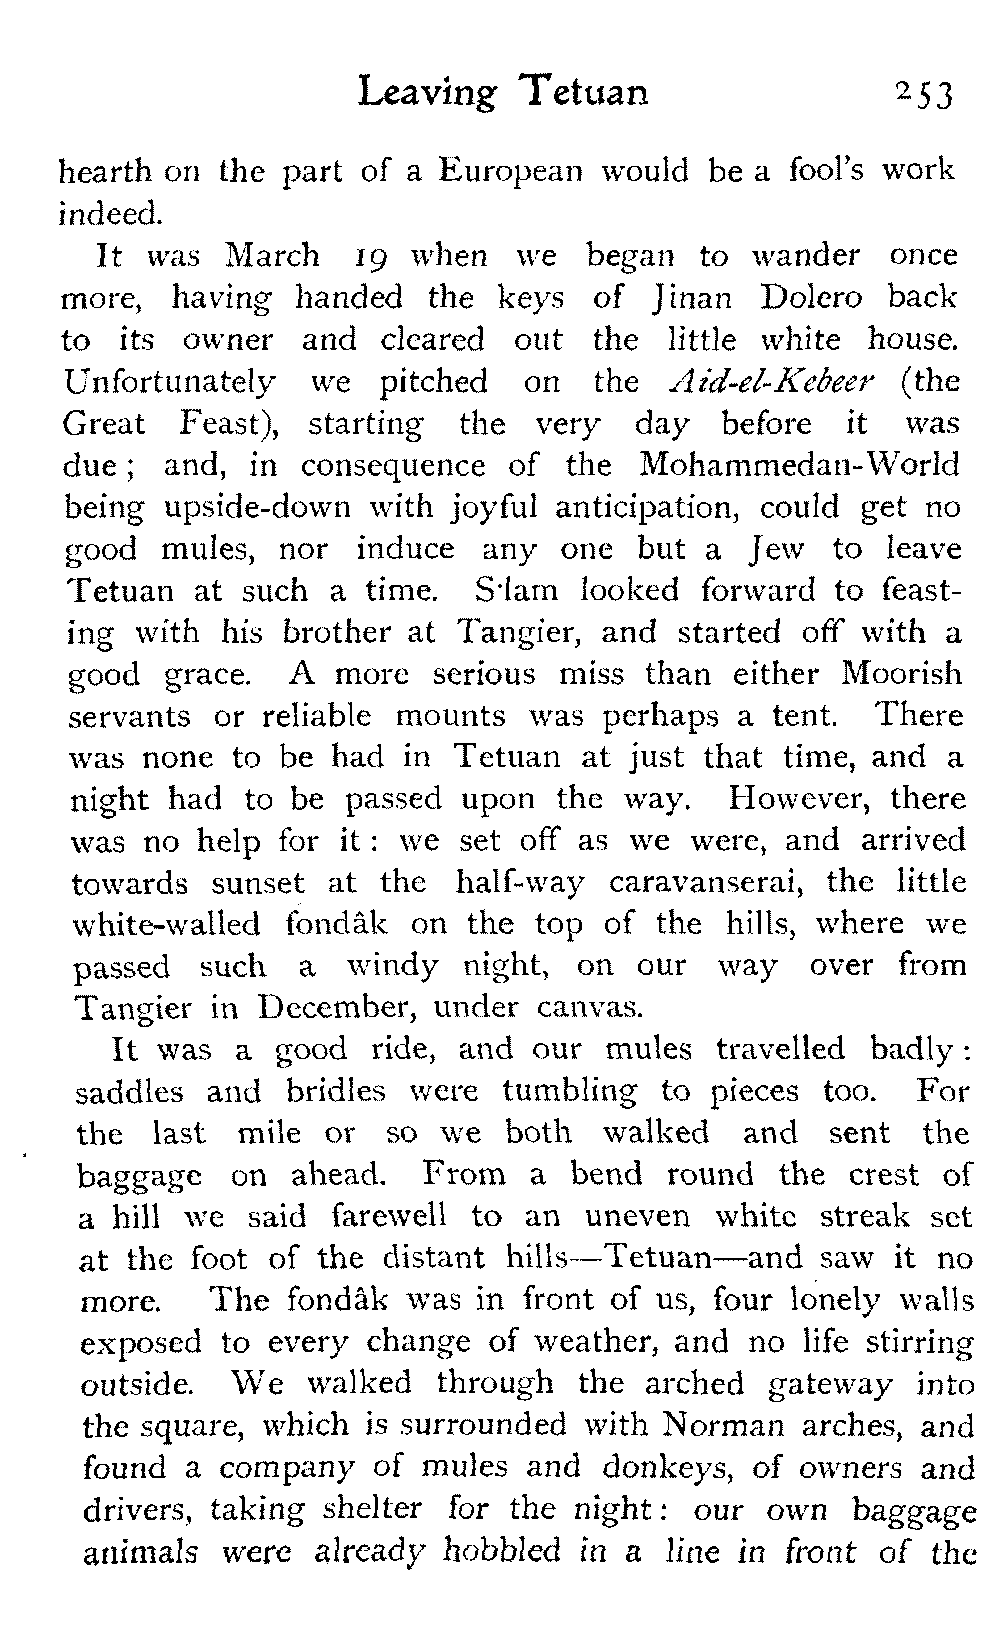 Leaving Tetuan 253
hearth on the part of a European would be a fool's work
indeed.
It was March 19 when we began to wander once
more, having handed the keys of Jinan Dolero back
to its owner and cleared out the little white house.
Unfortunately we pitched on the Aid-el-Kebeer (the
Great Feast), starting the very day before it was
due ; and, in consequence of the Mohammedan-World
being upside-down with joyful anticipation, could get no
good mules, nor induce any one but a Jew to leave
Tetuan at such a time. S'lam looked forward to feast-
ing with his brother at Tangier, and started off with a
good grace. A more serious miss than either Moorish
servants or reliable mounts was perhaps a tent. There
was none to be had in Tetuan at just that time, and a
night had to be passed upon the way. However, there
was no help for it : we set off as we were, and arrived
towards sunset at the half-way caravanserai, the little
white-walled fondâk on the top of the hills, where we
passed such a windy night, on our way over from
Tangier in December, under canvas.
It was a good ride, and our mules travelled badly :
saddles and bridles were tumbling to pieces too. For
the last mile or so we both walked and sent the
baggage on ahead. From a bend round the crest of
a hill we said farewell to an uneven white streak set
at the foot of the distant hills—Tetuan—and saw it no
more. The fondâk was in front of us, four lonely walls
exposed to every change of weather, and no life stirring
outside. We walked through the arched gateway into
the square, which is surrounded with Norman arches, and
found a company of mules and donkeys, of owners and
drivers, taking shelter for the night : our own baggage
animals were already hobbled in a line in front of the